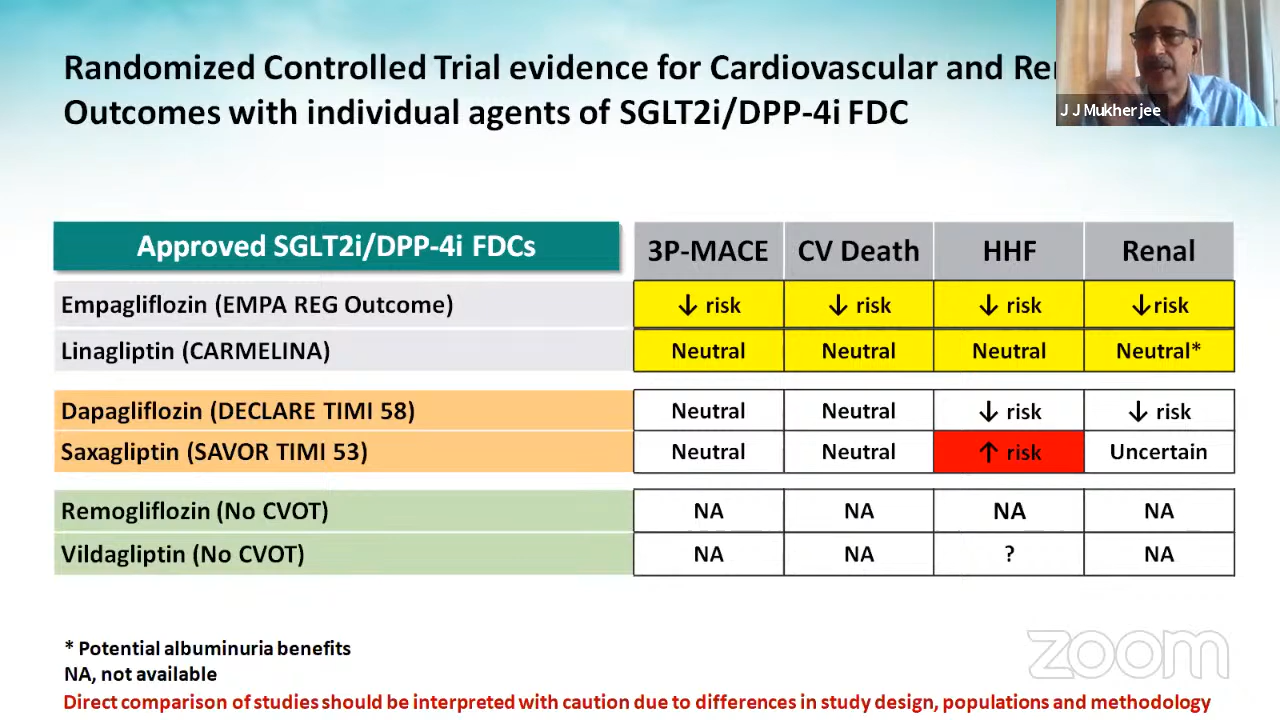 Randomized Controlled Trial evidence for Cardiovascular and
Outcomes with individual agents of SGLT2i/DPP-4i FDC
J J Mukherjee
Approved SGLT2i/DPP-4i FDCs 3P-MACE CV Death HHF Renal
Empagliflozin (EMPA REG Outcome) ↓ risk ↓ risk ↓ risk ↓risk
Linagliptin (CARMELINA) Neutral Neutral Neutral Neutral*
Dapagliflozin (DECLARE TIMI 58) Neutral Neutral ↓ risk ↓ risk
Saxagliptin (SAVOR TIMI 53) Neutral Neutral ↑ risk Uncertain
Remogliflozin (No CVOT) NA NA NA NA
Vildagliptin (No CVOT) NA NA ? NA
* Potential albuminuria benefits
NA, not available
Direct comparison of studies should be interpreted with caution due to differences in study design, populations and methodology
zoom